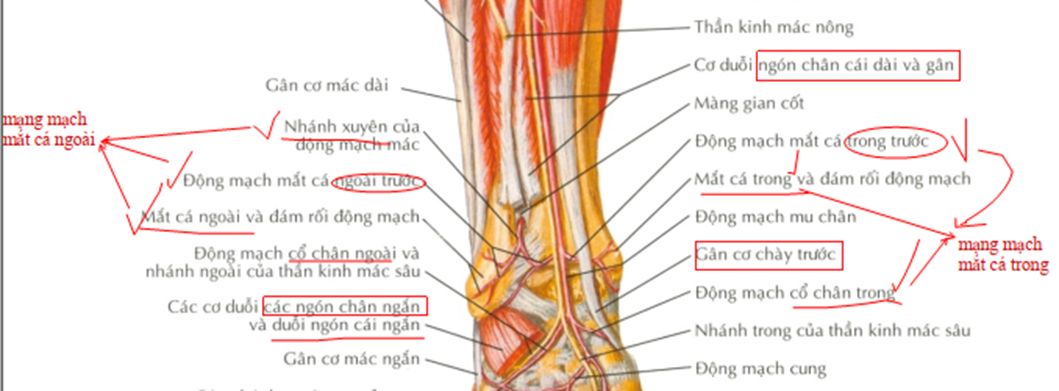 Gân cơ mác dài
mạng mạch
mắt cá ngoài
Nhánh xuyên của
động mạch mác
Động mạch mắt cá ngoài trước
Mắt cá ngoài và đám rối động mạch
Động mạch cổ chân ngoài và
nhánh ngoài của thần kinh mác sâu
Các cơ duỗi các ngón chân ngắn
và duỗi ngón cái ngắn
Gân cơ mác ngắn
Thần kinh mác nông
Cơ duỗi ngón chân cái dài và gân
Màng gian cốt
Động mạch mắt cá trong trước
Mắt cá trong và đám rối động mạch
Động mạch mu chân
Gân cơ chày trước
mạng mạch
mắt cá trong
Động mạch cổ chân trong
Nhánh trong của thần kinh mác sâu
Động mạch cung